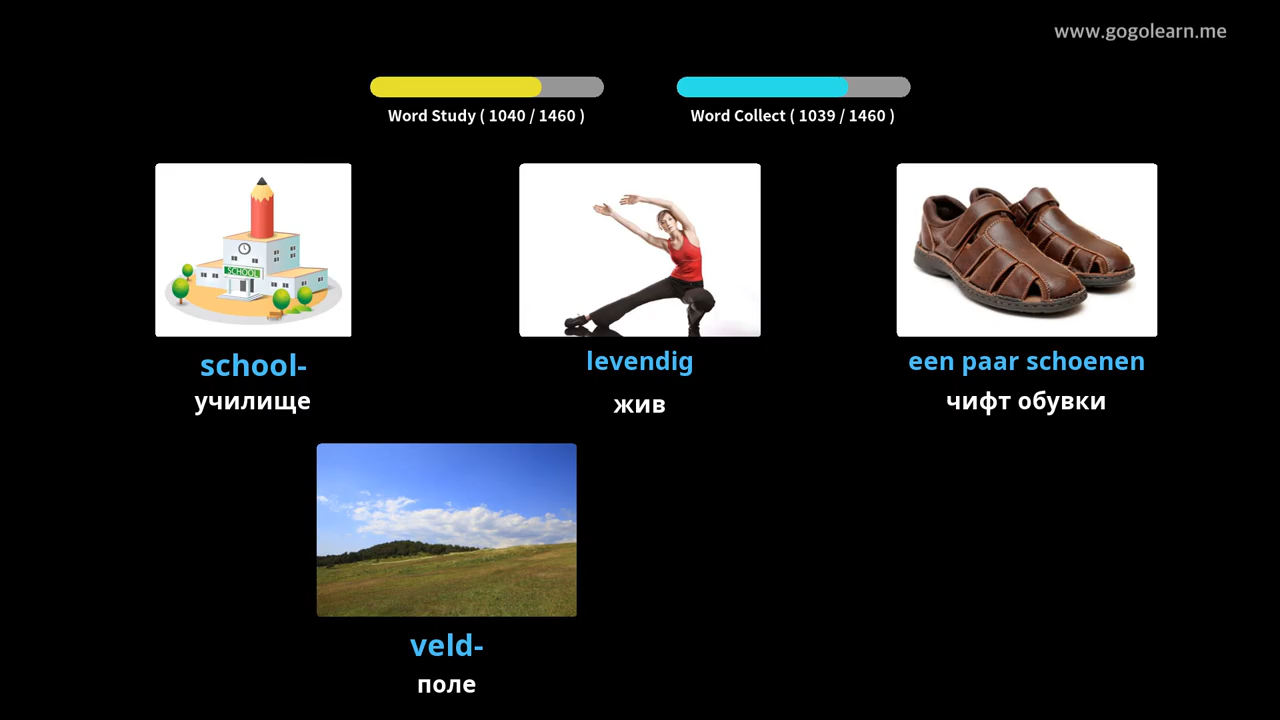 www.gogolearn.me
Word Study ( 1040 / 1460 )
Word Collect ( 1039 / 1460 )
SCHOOL
school-
училище
levendig
жив
een paar schoenen
чифт обувки
veld-
поле